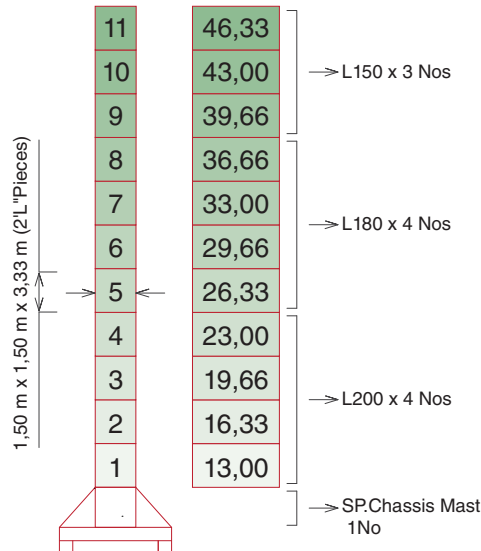 11 46,33
10 43,00
9 39,66
L150 x 3 Nos
8 36,66
7 33,00
6 29,66
5 26,33
L180 x 4 Nos
4 23,00
3 19,66
2 16,33
1 13,00
L200 x 4 Nos
SP.Chassis Mast
1No
1,50 m x 1,50 m x 3,33 m (2'L"Pieces)